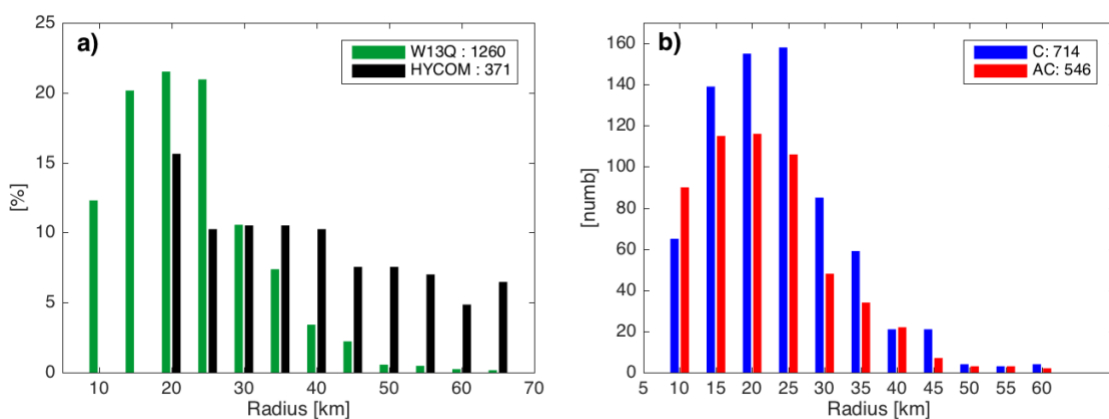 a)
W13Q : 1260
HYCOM : 371
[%]
25
20
15
10
5
0
10 20 30 40 50 60 70
Radius [km]
b)
C: 714
AC: 546
[numb]
160
140
120
100
80
60
40
20
0
5 10 15 20 25 30 35 40 45 50 55 60
Radius [km]